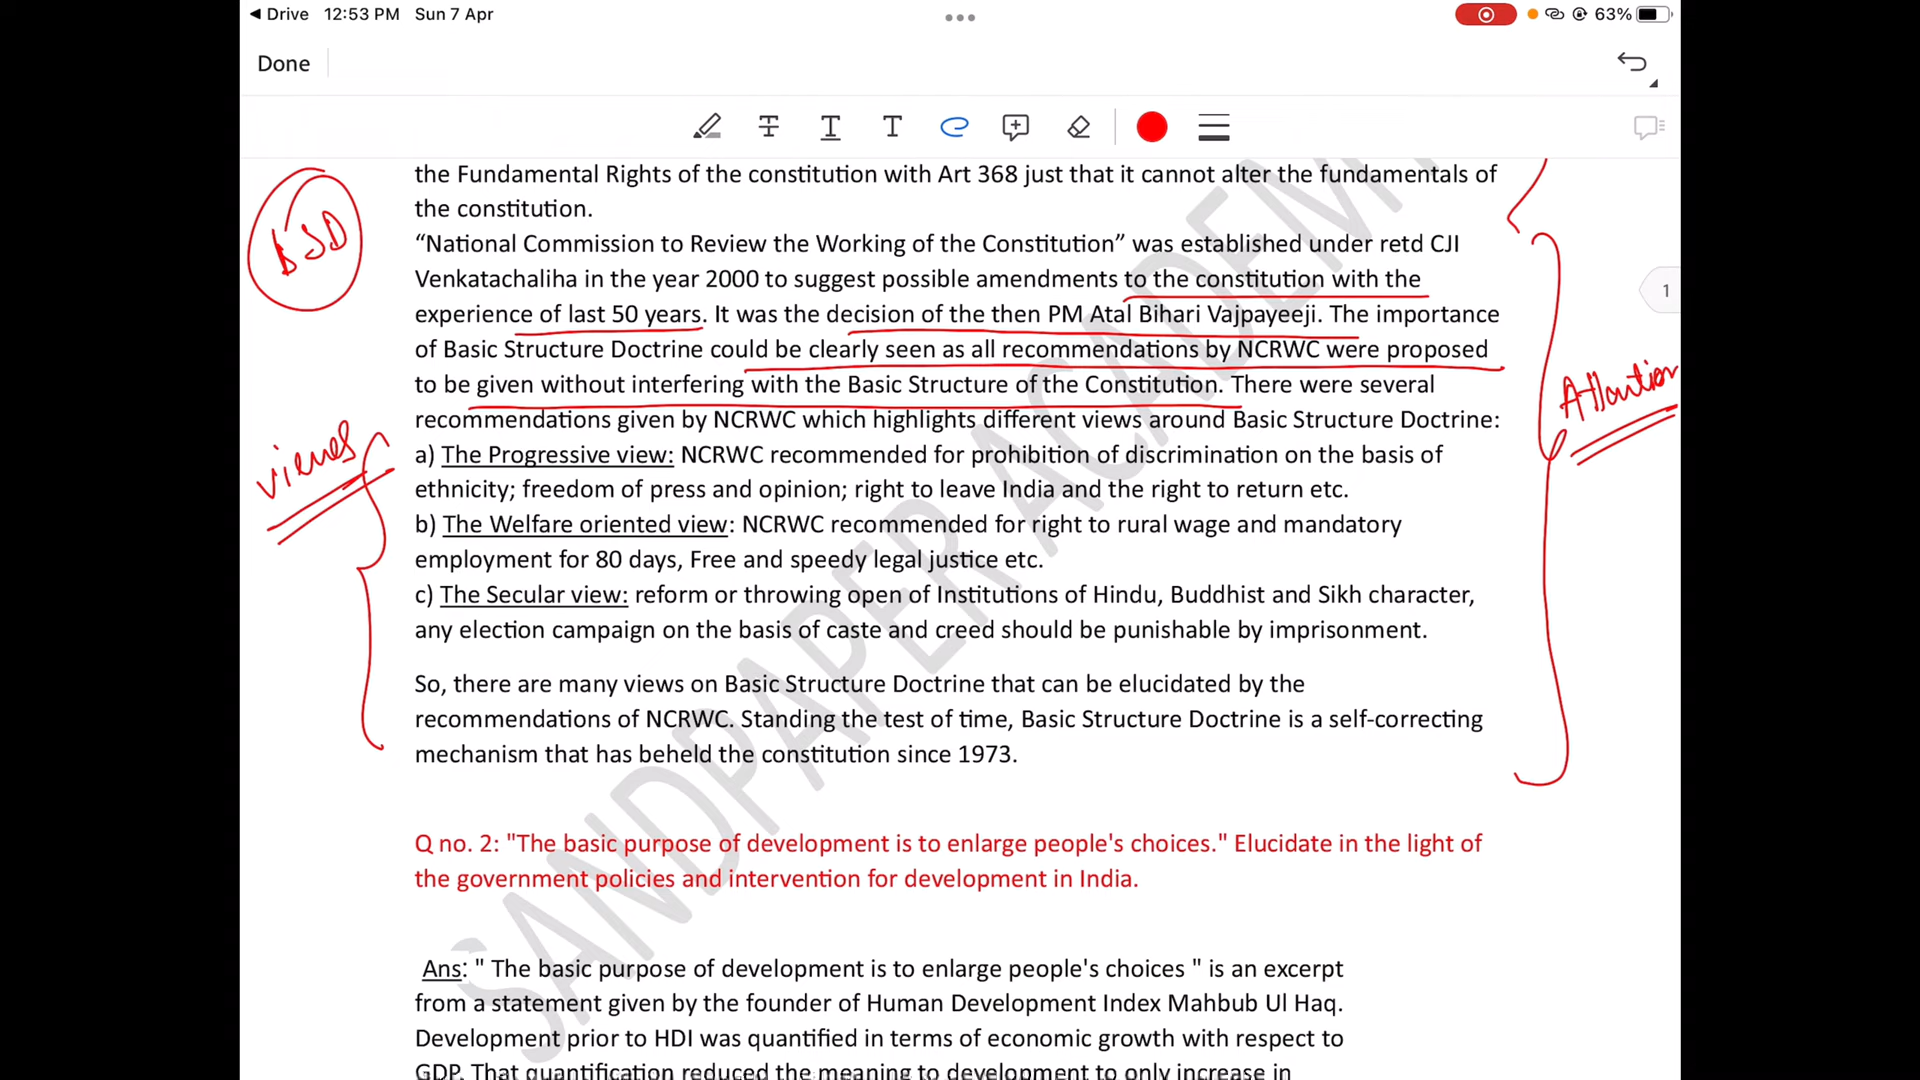 Drive 12:53 PM Sun 7 Apr
63%
Done
the Fundamental Rights of the constitution with Art 368 just that it cannot alter the fundamentals of
the constitution.
BSD
“National Commission to Review the Working of the Constitution” was established under retd CJI
Venkatachaliha in the year 2000 to suggest possible amendments to the constitution with the
1
experience of last 50 years. It was the decision of the then PM Atal Bihari Vajpayeeji. The importance
of Basic Structure Doctrine could be clearly seen as all recommendations by NCRWC were proposed
to be given without interfering with the Basic Structure of the Constitution. There were several
recommendations given by NCRWC which highlights different views around Basic Structure Doctrine:
views
a) The Progressive view: NCRWC recommended for prohibition of discrimination on the basis of
ethnicity; freedom of press and opinion; right to leave India and the right to return etc.
b) The Welfare oriented view: NCRWC recommended for right to rural wage and mandatory
employment for 80 days, Free and speedy legal justice etc.
c) The Secular view: reform or throwing open of Institutions of Hindu, Buddhist and Sikh character,
any election campaign on the basis of caste and creed should be punishable by imprisonment.
So, there are many views on Basic Structure Doctrine that can be elucidated by the
recommendations of NCRWC. Standing the test of time, Basic Structure Doctrine is a self-correcting
mechanism that has beheld the constitution since 1973.
SANDPAPER ACADEM
Q no. 2: "The basic purpose of development is to enlarge people's choices." Elucidate in the light of
the government policies and intervention for development in India.
Ans: " The basic purpose of development is to enlarge people's choices " is an excerpt
from a statement given by the founder of Human Development Index Mahbub Ul Haq.
Development prior to HDI was quantified in terms of economic growth with respect to
GDP. That quantification reduced the meaning to development to only increase in